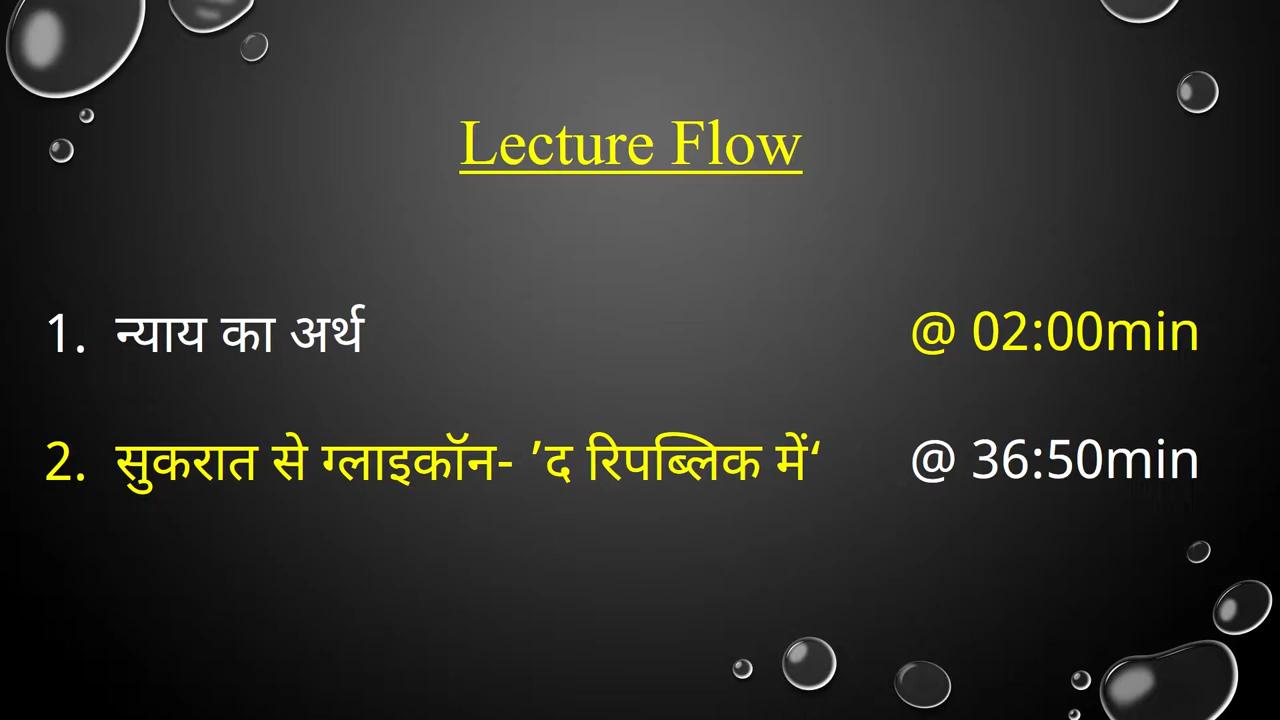 Lecture Flow
1. न्याय का अर्थ @ 02:00min
2. सुकरात से ग्लाइकॉन- ’द रिपब्लिक में‘ @ 36:50min